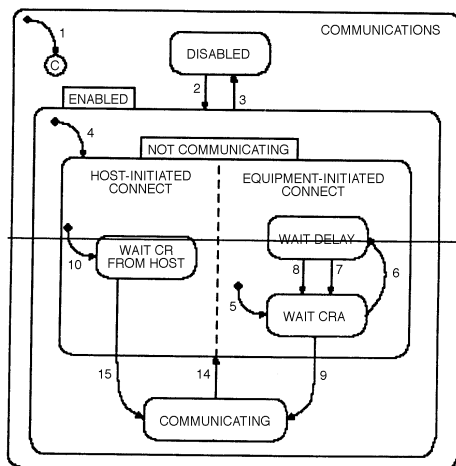 1
COMMUNICATIONS
C
DISABLED
2
3
ENABLED
4
NOT COMMUNICATING
HOST-INITIATED
CONNECT
EQUIPMENT-INITIATED
CONNECT
WAIT DELAY
WAIT CR
FROM HOST
10
8
7
6
5
WAIT CRA
15
14
9
COMMUNICATING